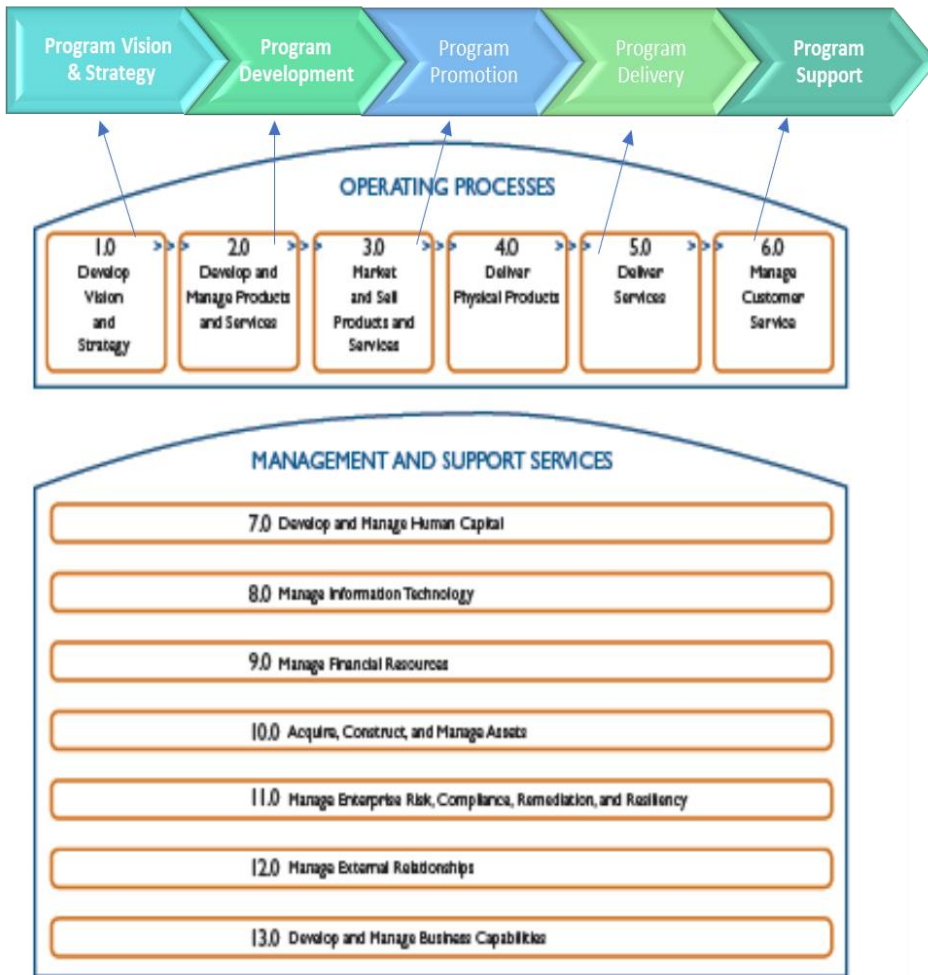 Program Vision
& Strategy
Program
Development
Program
Promotion
Program
Delivery
Program
Support
OPERATING PROCESSES
1.0 >>>
Develop
Vision
and
Strategy
2.0 >>>
Develop and
Manage Products
and Services
3.0 >>>
Market
and Sell
Products and
Services
4.0 >>>
Deliver
Physical Products
5.0 >>>
Deliver
Services
6.0
Manage
Customer
Service
MANAGEMENT AND SUPPORT SERVICES
7.0 Develop and Manage Human Capital
8.0 Manage Information Technology
9.0 Manage Financial Resources
10.0 Acquire, Construct, and Manage Assets
11.0 Manage Enterprise Risk, Compliance, Remediation, and Resiliency
12.0 Manage External Relationships
13.0 Develop and Manage Business Capabilities